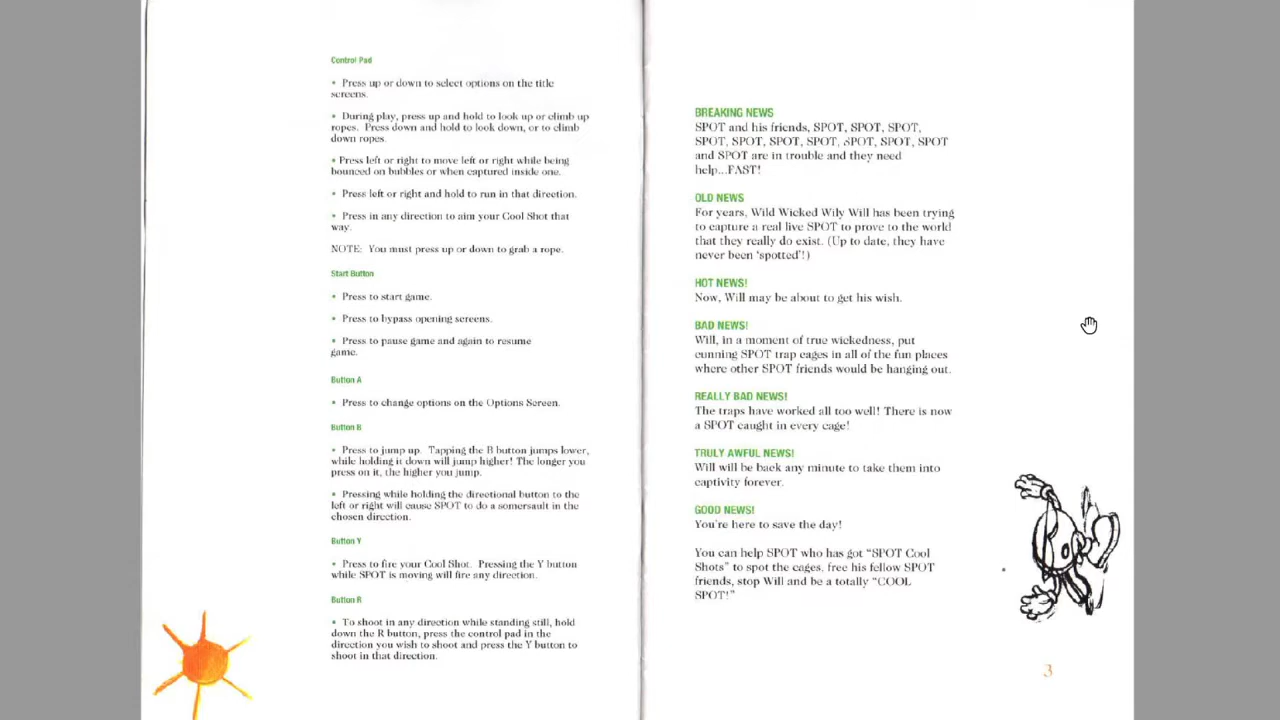 Control Pad
• Press up or down to select options on the title
screens.
• During play, press up and hold to look up or climb up
ropes. Press down and hold to look down, or to climb
down ropes.
• Press left or right to move left or right while being
bounced on bubbles or when captured inside one.
• Press left or right and hold to run in that direction.
• Press in any direction to aim your Cool Shot that
way.
NOTE: You must press up or down to grab a rope.
Start Button
• Press to start game.
• Press to bypass opening screens.
• Press to pause game and again to resume
game.
Button A
• Press to change options on the Options Screen.
Button B
• Press to jump up. Tapping the B button jumps lower,
while holding it down will jump higher! The longer you
press on it, the higher you jump.
• Pressing while holding the directional button to the
left or right will cause SPOT to do a somersault in the
chosen direction.
Button Y
• Press to fire your Cool Shot. Pressing the Y button
while SPOT is moving will fire any direction.
Button R
• To shoot in any direction while standing still, hold
down the R button, press the control pad in the
direction you wish to shoot and press the Y button to
shoot in that direction.
BREAKING NEWS
SPOT and his friends, SPOT, SPOT, SPOT,
SPOT, SPOT, SPOT, SPOT, SPOT, SPOT, SPOT
and SPOT are in trouble and they need
help...FAST!
OLD NEWS
For years, Wild Wicked Wily Will has been trying
to capture a real live SPOT to prove to the world
that they really do exist. (Up to date, they have
never been 'spotted'!)
HOT NEWS!
Now, Will may be about to get his wish.
BAD NEWS!
Will, in a moment of true wickedness, put
cunning SPOT trap cages in all of the fun places
where other SPOT friends would be hanging out.
REALLY BAD NEWS!
The traps have worked all too well! There is now
a SPOT caught in every cage!
TRULY AWFUL NEWS!
Will will be back any minute to take them into
captivity forever.
GOOD NEWS!
You're here to save the day!
You can help SPOT who has got "SPOT Cool
Shots" to spot the cages, free his fellow SPOT
friends, stop Will and be a totally "COOL
SPOT!"
3